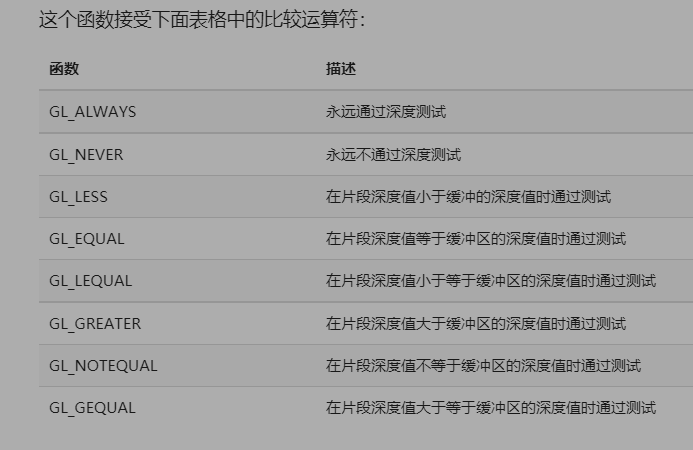 这个函数接受下面表格中的比较运算符：
函数 描述
GL_ALWAYS 永远通过深度测试
GL_NEVER 永远不通过深度测试
GL_LESS 在片段深度值小于缓冲的深度值时通过测试
GL_EQUAL 在片段深度值等于缓冲区的深度值时通过测试
GL_LEQUAL 在片段深度值小于等于缓冲区的深度值时通过测试
GL_GREATER 在片段深度值大于缓冲区的深度值时通过测试
GL_NOTEQUAL 在片段深度值不等于缓冲区的深度值时通过测试
GL_GEQUAL 在片段深度值大于等于缓冲区的深度值时通过测试